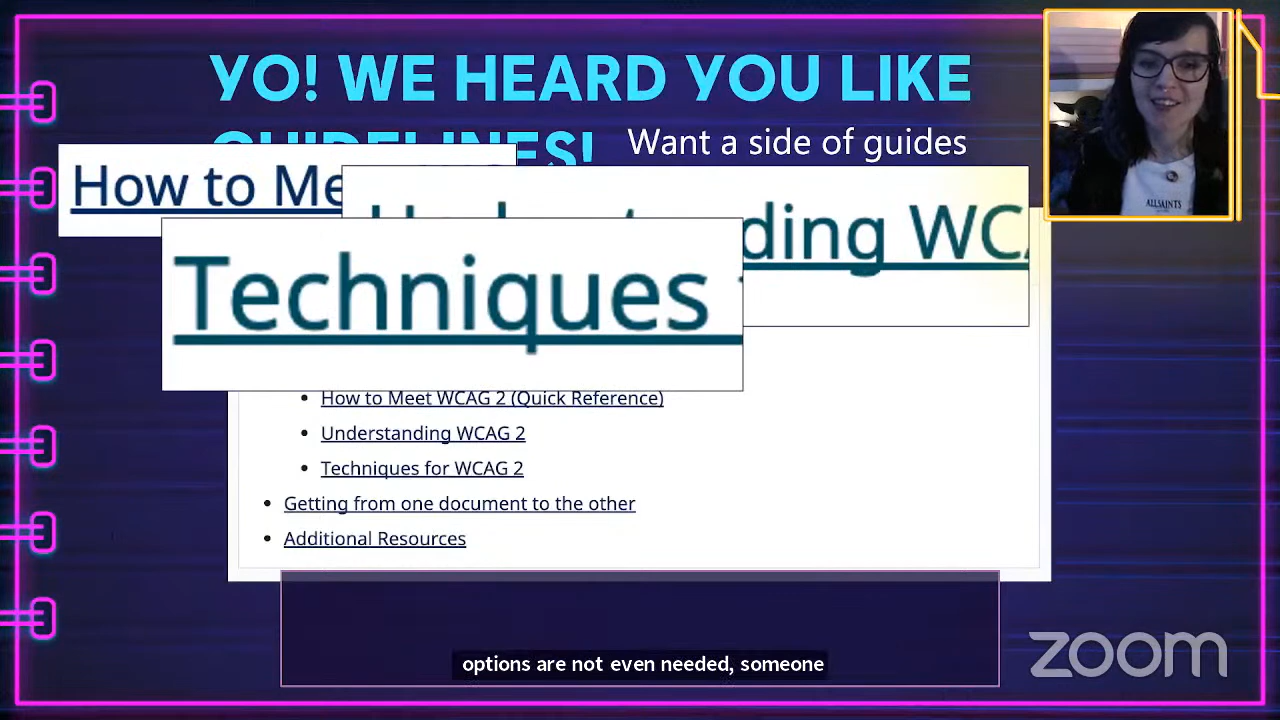 YO! WE HEARD YOU LIKE
GUIDELINES!
Want a side of guides
How to Me
ding WC
Techniques
How to Meet WCAG 2 (Quick Reference)
Understanding WCAG 2
Techniques for WCAG 2
Getting from one document to the other
Additional Resources
ALLSAINTS
options are not even needed, someone
zoom